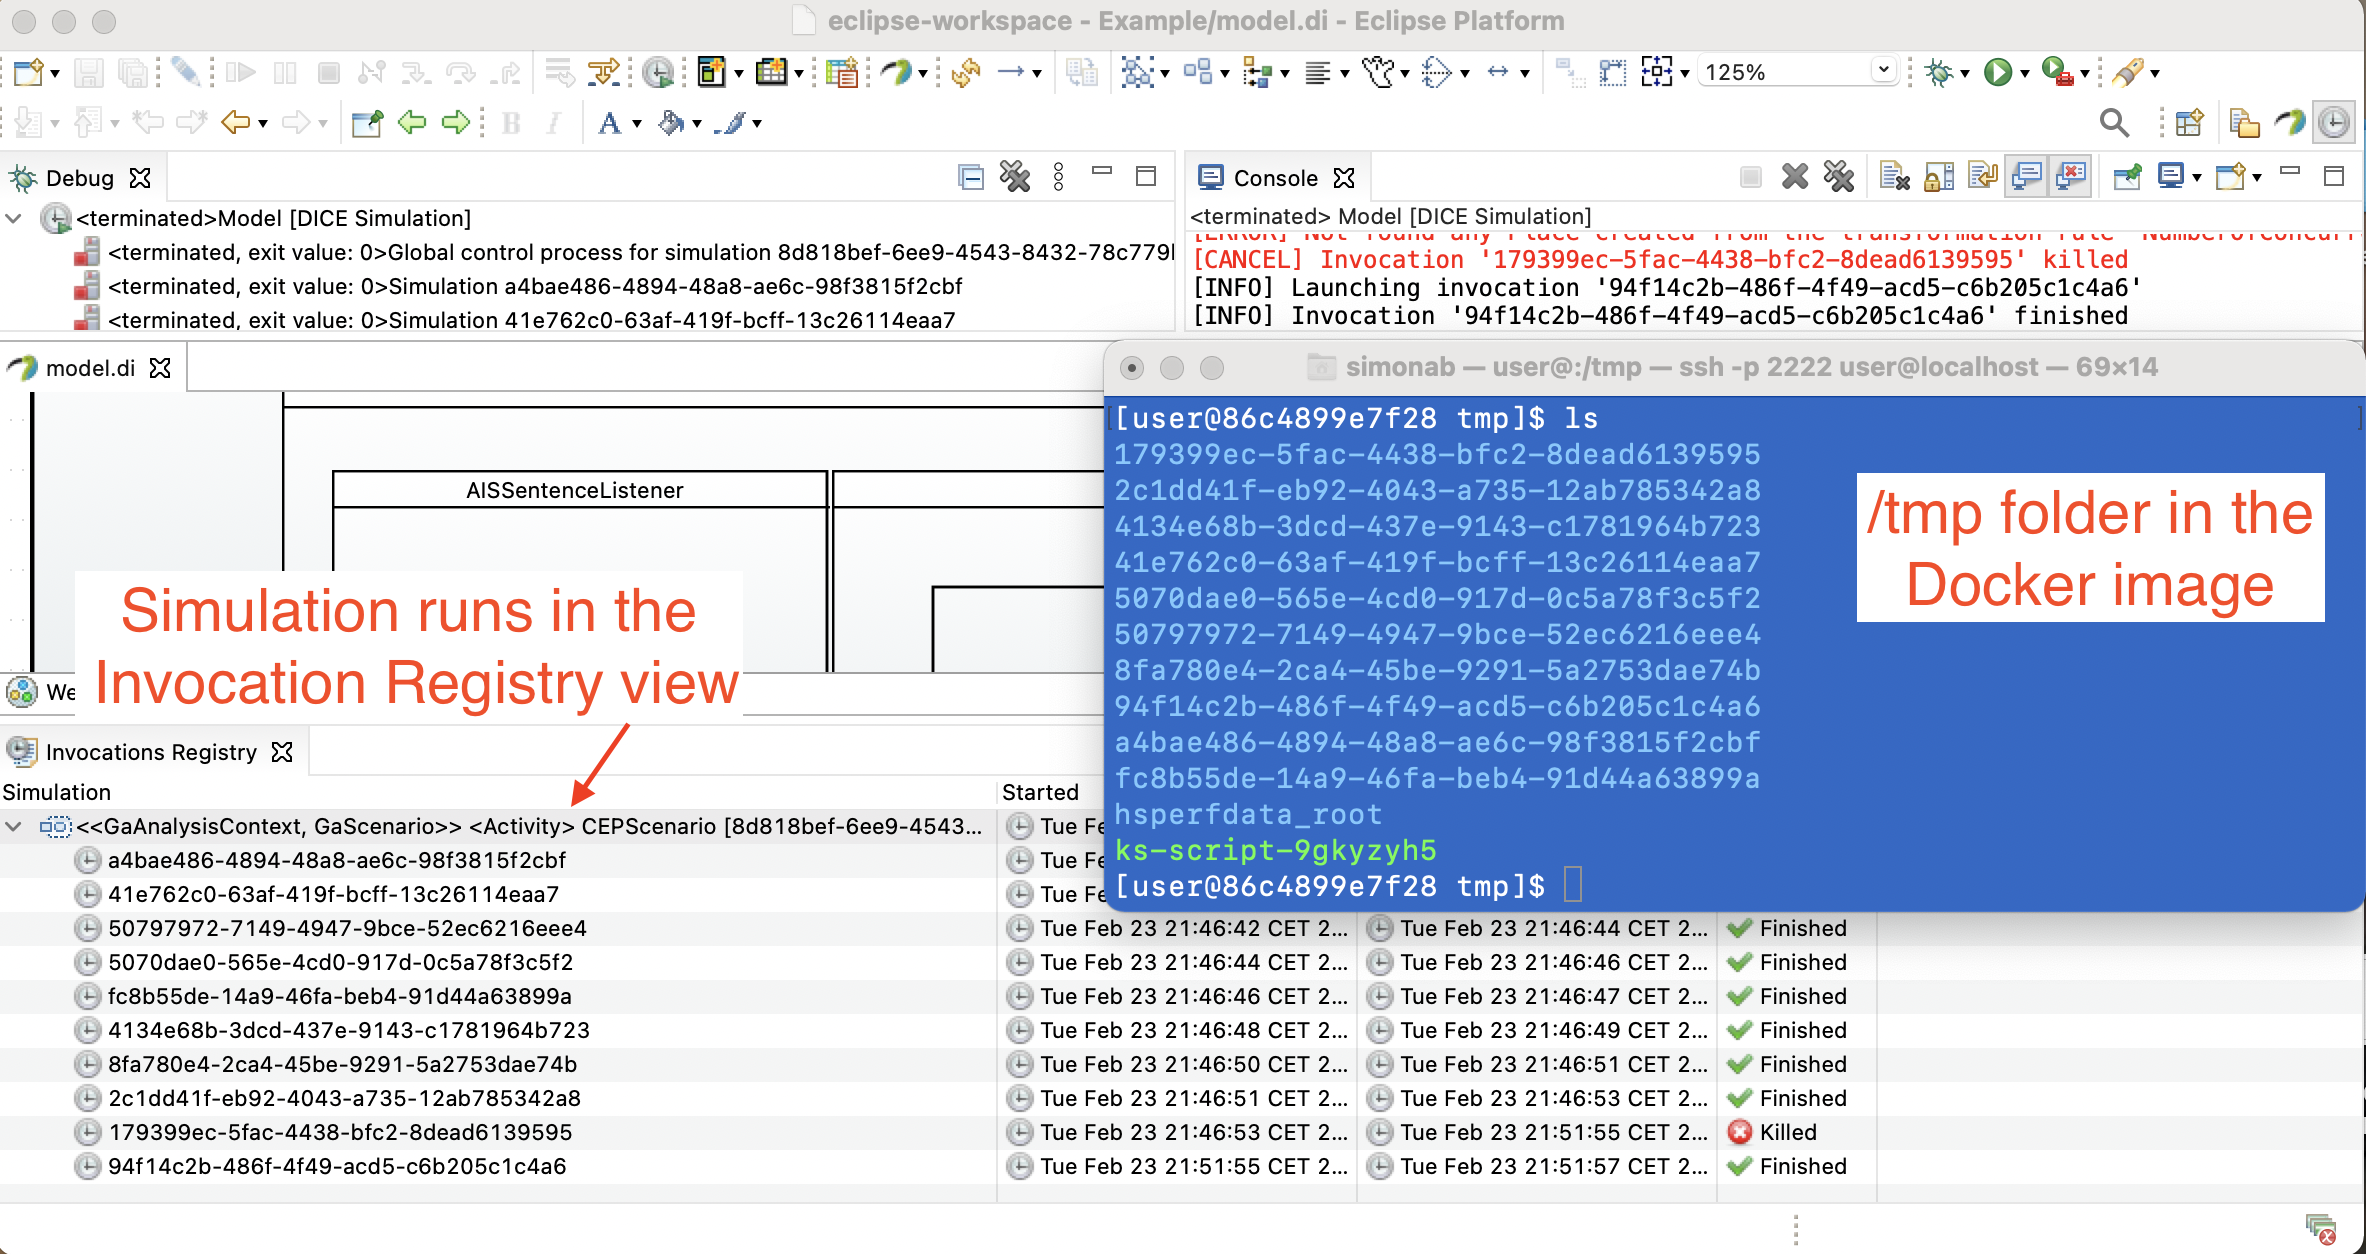 eclipse-workspace - Example/model.di - Eclipse Platform
125%
B I A
Debug
<terminated>Model [DICE Simulation]
<terminated, exit value: 0>Global control process for simulation 8d818bef-6ee9-4543-8432-78c779
<terminated, exit value: 0>Simulation a4bae486-4894-48a8-ae6c-98f3815f2cbf
<terminated, exit value: 0>Simulation 41e762c0-63af-419f-bcff-13c26114eaa7
Console
<terminated> Model [DICE Simulation]
[ERROR] Not found any Place created from the transformation rule 'NumberOfConcurr
[CANCEL] Invocation '179399ec-5fac-4438-bfc2-8dead6139595' killed
[INFO] Launching invocation '94f14c2b-486f-4f49-acd5-c6b205c1c4a6'
[INFO] Invocation '94f14c2b-486f-4f49-acd5-c6b205c1c4a6' finished
model.di
AISSentenceListener
Simulation runs in the
Invocation Registry view
We
simonab — user@:/tmp — ssh -p 2222 user@localhost — 69×14
[user@86c4899e7f28 tmp]$ ls
179399ec-5fac-4438-bfc2-8dead6139595
2c1dd41f-eb92-4043-a735-12ab785342a8
4134e68b-3dcd-437e-9143-c1781964b723
41e762c0-63af-419f-bcff-13c26114eaa7
5070dae0-565e-4cd0-917d-0c5a78f3c5f2
50797972-7149-4947-9bce-52ec6216eee4
8fa780e4-2ca4-45be-9291-5a2753dae74b
94f14c2b-486f-4f49-acd5-c6b205c1c4a6
a4bae486-4894-48a8-ae6c-98f3815f2cbf
fc8b55de-14a9-46fa-beb4-91d44a63899a
hsperfdata_root
ks-script-9gkyzyh5
[user@86c4899e7f28 tmp]$
/tmp folder in the
Docker image
Invocations Registry
Simulation Started
<<GaAnalysisContext, GaScenario>> <Activity> CEPScenario [8d818bef-6ee9-4543... Tue Fe
a4bae486-4894-48a8-ae6c-98f3815f2cbf Tue Fe
41e762c0-63af-419f-bcff-13c26114eaa7 Tue Fe
50797972-7149-4947-9bce-52ec6216eee4 Tue Feb 23 21:46:42 CET 2... Tue Feb 23 21:46:44 CET 2... Finished
5070dae0-565e-4cd0-917d-0c5a78f3c5f2 Tue Feb 23 21:46:44 CET 2... Tue Feb 23 21:46:46 CET 2... Finished
fc8b55de-14a9-46fa-beb4-91d44a63899a Tue Feb 23 21:46:46 CET 2... Tue Feb 23 21:46:47 CET 2... Finished
4134e68b-3dcd-437e-9143-c1781964b723 Tue Feb 23 21:46:48 CET 2... Tue Feb 23 21:46:49 CET 2... Finished
8fa780e4-2ca4-45be-9291-5a2753dae74b Tue Feb 23 21:46:50 CET 2... Tue Feb 23 21:46:51 CET 2... Finished
2c1dd41f-eb92-4043-a735-12ab785342a8 Tue Feb 23 21:46:51 CET 2... Tue Feb 23 21:46:53 CET 2... Finished
179399ec-5fac-4438-bfc2-8dead6139595 Tue Feb 23 21:46:53 CET 2... Tue Feb 23 21:51:55 CET 2... Killed
94f14c2b-486f-4f49-acd5-c6b205c1c4a6 Tue Feb 23 21:51:55 CET 2... Tue Feb 23 21:51:57 CET 2... Finished